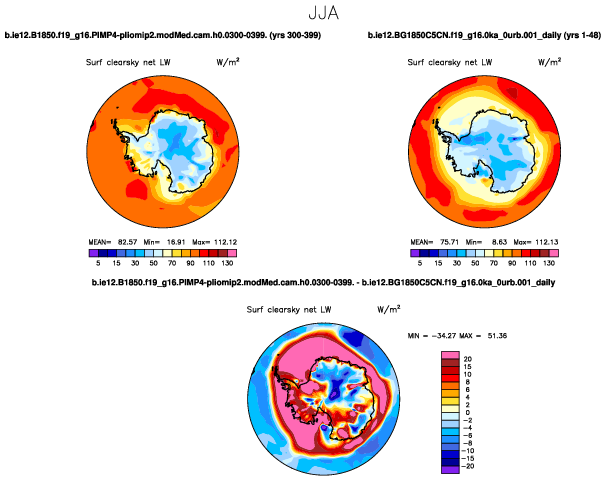 JJA
b.ie12.B1850.f19_g16.PIMP4-pliomip2.modMed.cam.h0.0300-0399. (yrs 300-399)
b.ie12.BG1850C5CN.f19_g16.0ka_0urb.001_daily (yrs 1-48)
Surf clearsky net LW W/m²
Surf clearsky net LW W/m²
MEAN= 82.57 Min= 16.91 Max= 112.12
MEAN= 75.71 Min= 8.63 Max= 112.13
5 15 30 50 70 90 110 130
5 15 30 50 70 90 110 130
b.ie12.B1850.f19_g16.PIMP4-pliomip2.modMed.cam.h0.0300-0399. - b.ie12.BG1850C5CN.f19_g16.0ka_0urb.001_daily
Surf clearsky net LW W/m²
MIN = -34.27 MAX = 51.36
20
15
10
8
6
4
2
0
-2
-4
-6
-8
-10
-15
-20